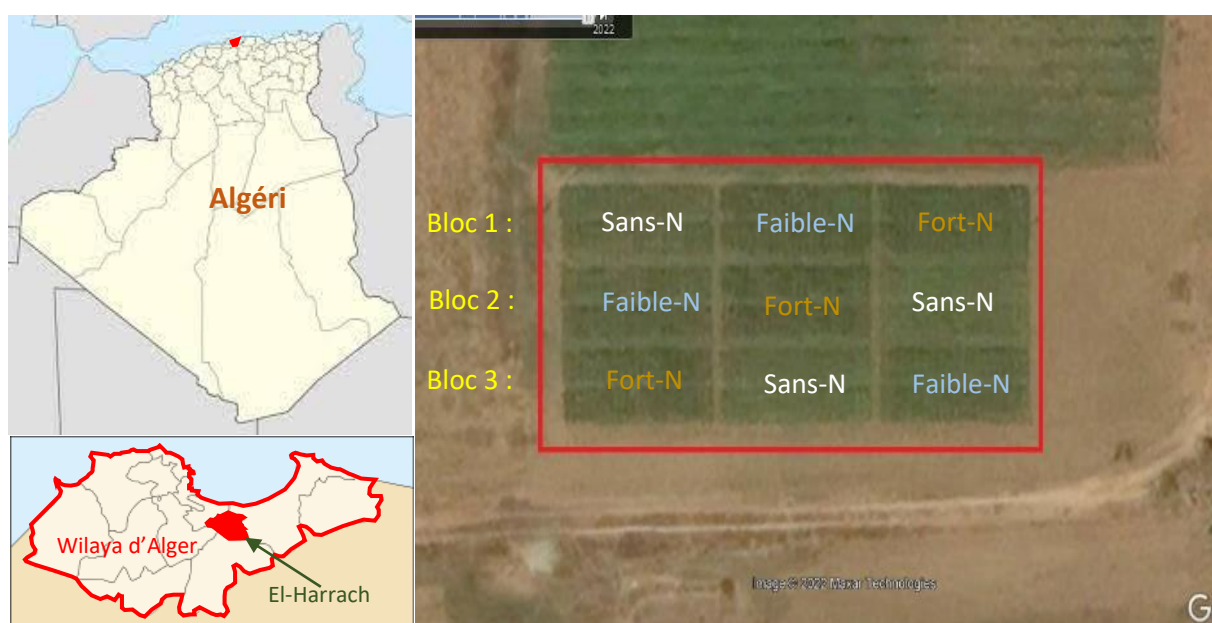 Algéri
2022
Bloc 1 : Sans-N Faible-N Fort-N
Bloc 2 : Faible-N Fort-N Sans-N
Bloc 3 : Fort-N Sans-N Faible-N
Wilaya d'Alger
El-Harrach
Image © 2022 Maxar Technologies
G